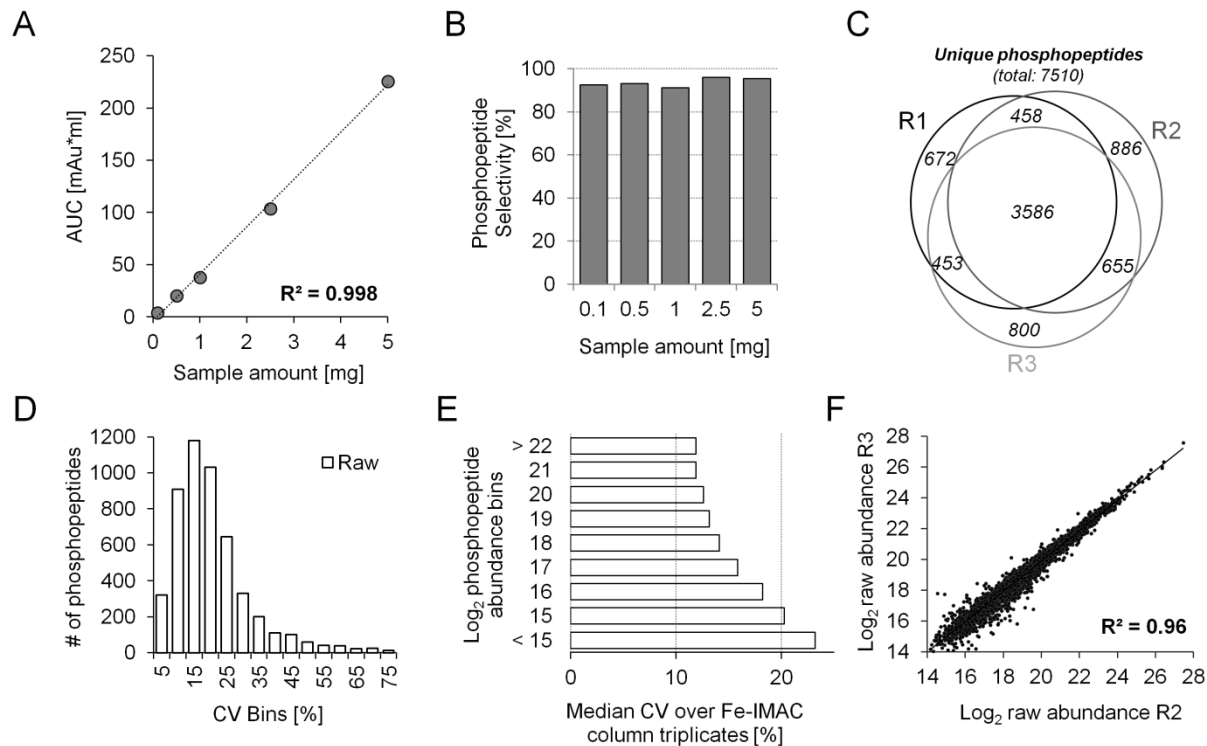 A
250
200
150
100
50
0
AUC [mAu*ml]
R² = 0.998
0 1 2 3 4 5
Sample amount [mg]
B
100
80
60
40
20
0
Phosphopeptide
Selectivity [%]
0.1 0.5 1 2.5 5
Sample amount [mg]
C
Unique phosphopeptides
(total: 7510)
R1
458
R2
672
886
3586
453
655
800
R3
D
1200
1000
800
600
400
200
0
# of phosphopeptides
Raw
5 15 25 35 45 55 65 75
CV Bins [%]
E
Log₂ phosphopeptide
abundance bins
> 22
21
20
19
18
17
16
15
< 15
0 10 20
Median CV over Fe-IMAC
column triplicates [%]
F
28
26
24
22
20
18
16
14
Log₂ raw abundance R3
R² = 0.96
14 16 18 20 22 24 26 28
Log₂ raw abundance R2